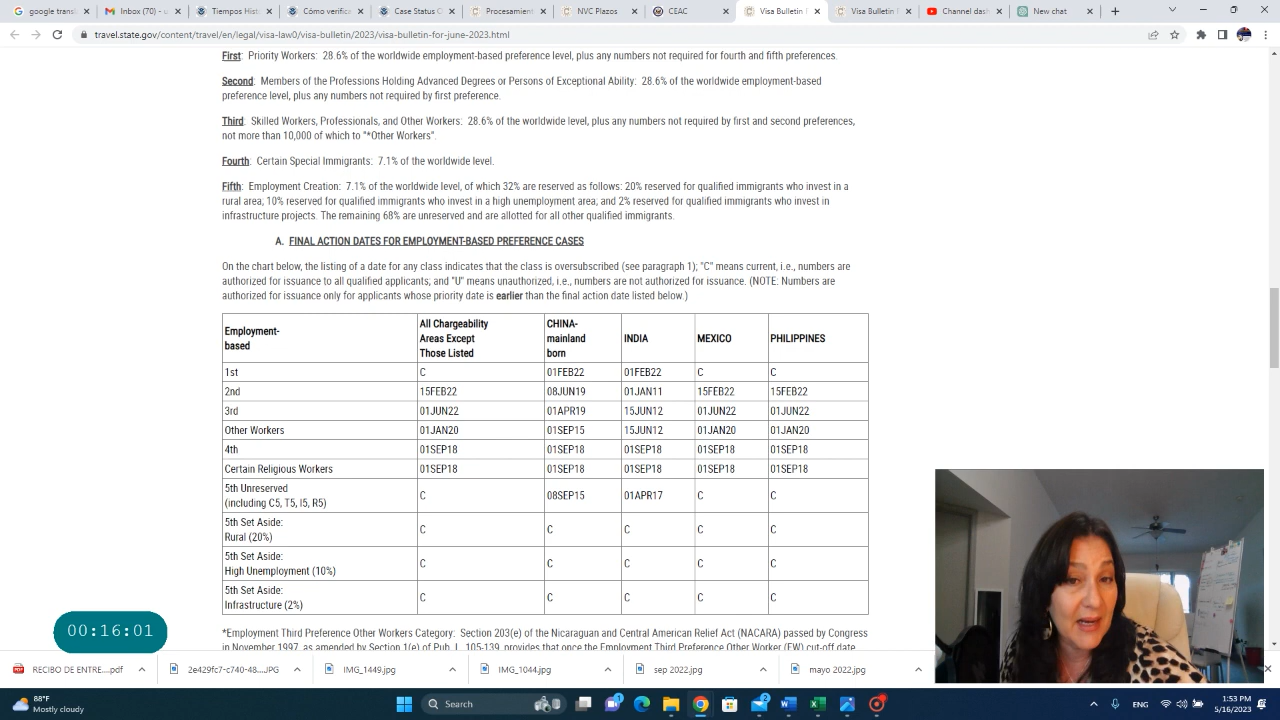 google trans
Inbox (70) -
Tiempos Hist
Cómo verific
Case Status C
Procesamient
NVC Plazos
CEAC
Visa Bulletin F
Visa Bulletin
Channel dash
New chat
travel.state.gov/content/travel/en/legal/visa-law0/visa-bulletin/2023/visa-bulletin-for-june-2023.html
First: Priority Workers: 28.6% of the worldwide employment-based preference level, plus any numbers not required for fourth and fifth preferences.
Second: Members of the Professions Holding Advanced Degrees or Persons of Exceptional Ability: 28.6% of the worldwide employment-based
preference level, plus any numbers not required by first preference.
Third: Skilled Workers, Professionals, and Other Workers: 28.6% of the worldwide level, plus any numbers not required by first and second preferences,
not more than 10,000 of which to "*Other Workers".
Fourth: Certain Special Immigrants: 7.1% of the worldwide level.
Fifth: Employment Creation: 7.1% of the worldwide level, of which 32% are reserved as follows: 20% reserved for qualified immigrants who invest in a
rural area; 10% reserved for qualified immigrants who invest in a high unemployment area; and 2% reserved for qualified immigrants who invest in
infrastructure projects. The remaining 68% are unreserved and are allotted for all other qualified immigrants.
A. FINAL ACTION DATES FOR EMPLOYMENT-BASED PREFERENCE CASES
On the chart below, the listing of a date for any class indicates that the class is oversubscribed (see paragraph 1); "C" means current, i.e., numbers are
authorized for issuance to all qualified applicants; and "U" means unauthorized, i.e., numbers are not authorized for issuance. (NOTE: Numbers are
authorized for issuance only for applicants whose priority date is earlier than the final action date listed below.)
Employment-
based
All Chargeability
Areas Except
Those Listed
CHINA-
mainland
born
INDIA
MEXICO
PHILIPPINES
1st C 01FEB22 01FEB22 C C
2nd 15FEB22 08JUN19 01JAN11 15FEB22 15FEB22
3rd 01JUN22 01APR19 15JUN12 01JUN22 01JUN22
Other Workers 01JAN20 01SEP15 15JUN12 01JAN20 01JAN20
4th 01SEP18 01SEP18 01SEP18 01SEP18 01SEP18
Certain Religious Workers 01SEP18 01SEP18 01SEP18 01SEP18 01SEP18
5th Unreserved
(including C5, T5, I5, R5) C 08SEP15 01APR17 C C
5th Set Aside:
Rural (20%) C C C C C
5th Set Aside:
High Unemployment (10%) C C C C C
5th Set Aside:
Infrastructure (2%) C C C C C
*Employment Third Preference Other Workers Category: Section 203(e) of the Nicaraguan and Central American Relief Act (NACARA) passed by Congress
in November 1997, as amended by Section 1(e) of Pub. L. 105-139, provides that once the Employment Third Preference Other Worker (EW) cut-off date
00:16:01
RECIBO DE ENTRE....pdf
2e429fc7-c740-48....JPG
IMG_1449.jpg
IMG_1044.jpg
sep 2022.jpg
mayo 2022.jpg
88°F
Mostly cloudy
Search
1
2
ENG
1:53 PM
5/16/2023